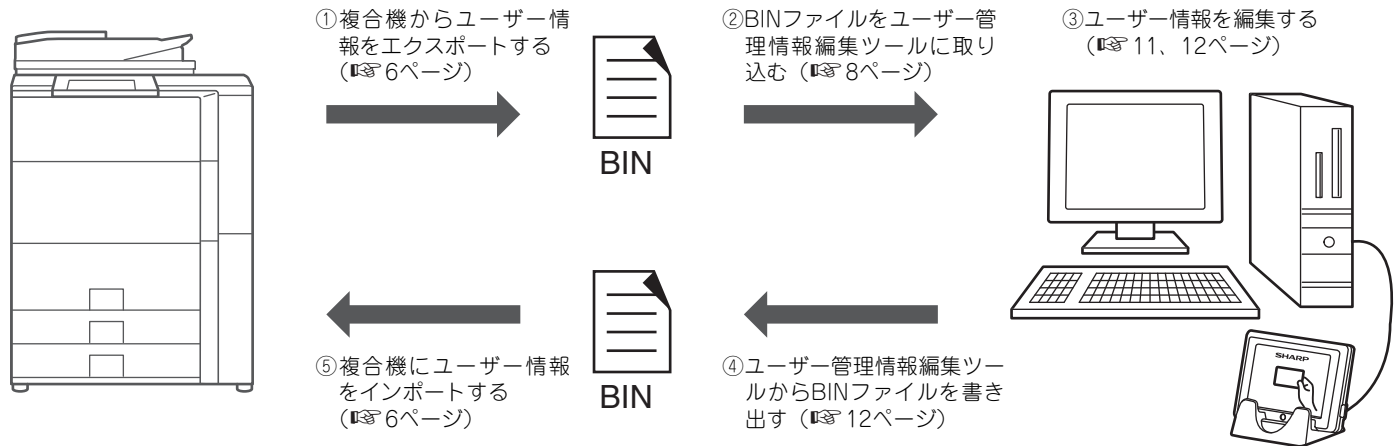 ①複合機からユーザー情
報をエクスポートする
（☞6ページ）
BIN
②BINファイルをユーザー管
理情報編集ツールに取り
込む（☞8ページ）
③ユーザー情報を編集する
（☞11、12ページ）
SHARP
④ユーザー管理情報編集ツー
ルからBINファイルを書き
出す（☞12ページ）
BIN
⑤複合機にユーザー情報
をインポートする
（☞6ページ）